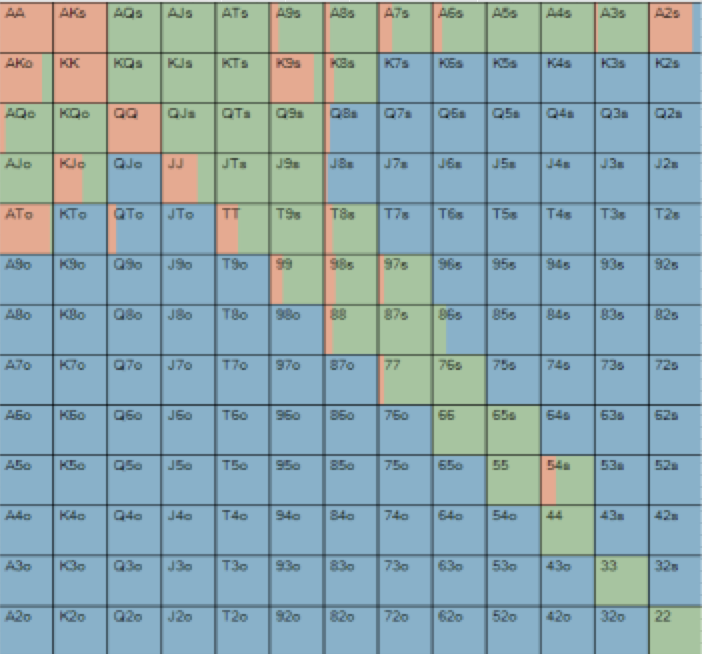 AA AKs AQs AJs ATs A9s A8s A7s A6s A5s A4s A3s A2s
AKo KK KQs KJs KTs K9s K8s K7s K6s K5s K4s K3s K2s
AQo KQo QQ QJs QTs Q9s Q8s Q7s Q6s Q5s Q4s Q3s Q2s
AJo KJo QJo JJ JTs J9s J8s J7s J6s J5s J4s J3s J2s
ATo KTo QTo JTo TT T9s T8s T7s T6s T5s T4s T3s T2s
A9o K9o Q9o J9o T9o 99 98s 97s 96s 95s 94s 93s 92s
A8o K8o Q8o J8o T8o 98o 88 87s 86s 85s 84s 83s 82s
A7o K7o Q7o J7o T7o 97o 87o 77 76s 75s 74s 73s 72s
A6o K6o Q6o J6o T6o 96o 86o 76o 66 65s 64s 63s 62s
A5o K5o Q5o J5o T5o 95o 85o 75o 65o 55 54s 53s 52s
A4o K4o Q4o J4o T4o 94o 84o 74o 64o 54o 44 43s 42s
A3o K3o Q3o J3o T3o 93o 83o 73o 63o 53o 43o 33 32s
A2o K2o Q2o J2o T2o 92o 82o 72o 62o 52o 42o 32o 22